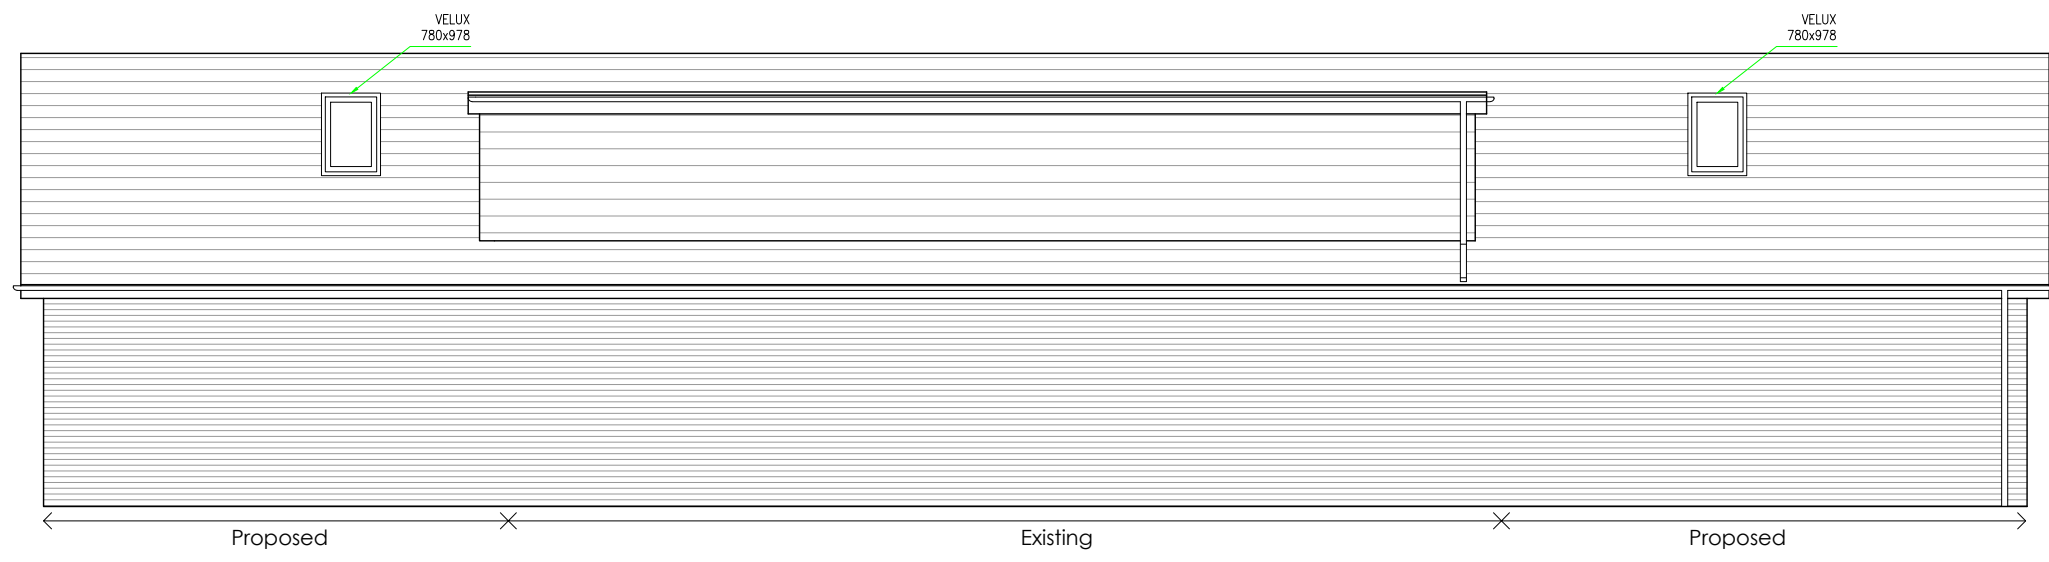 VELUX
780x978
VELUX
780x978
Proposed
Existing
Proposed